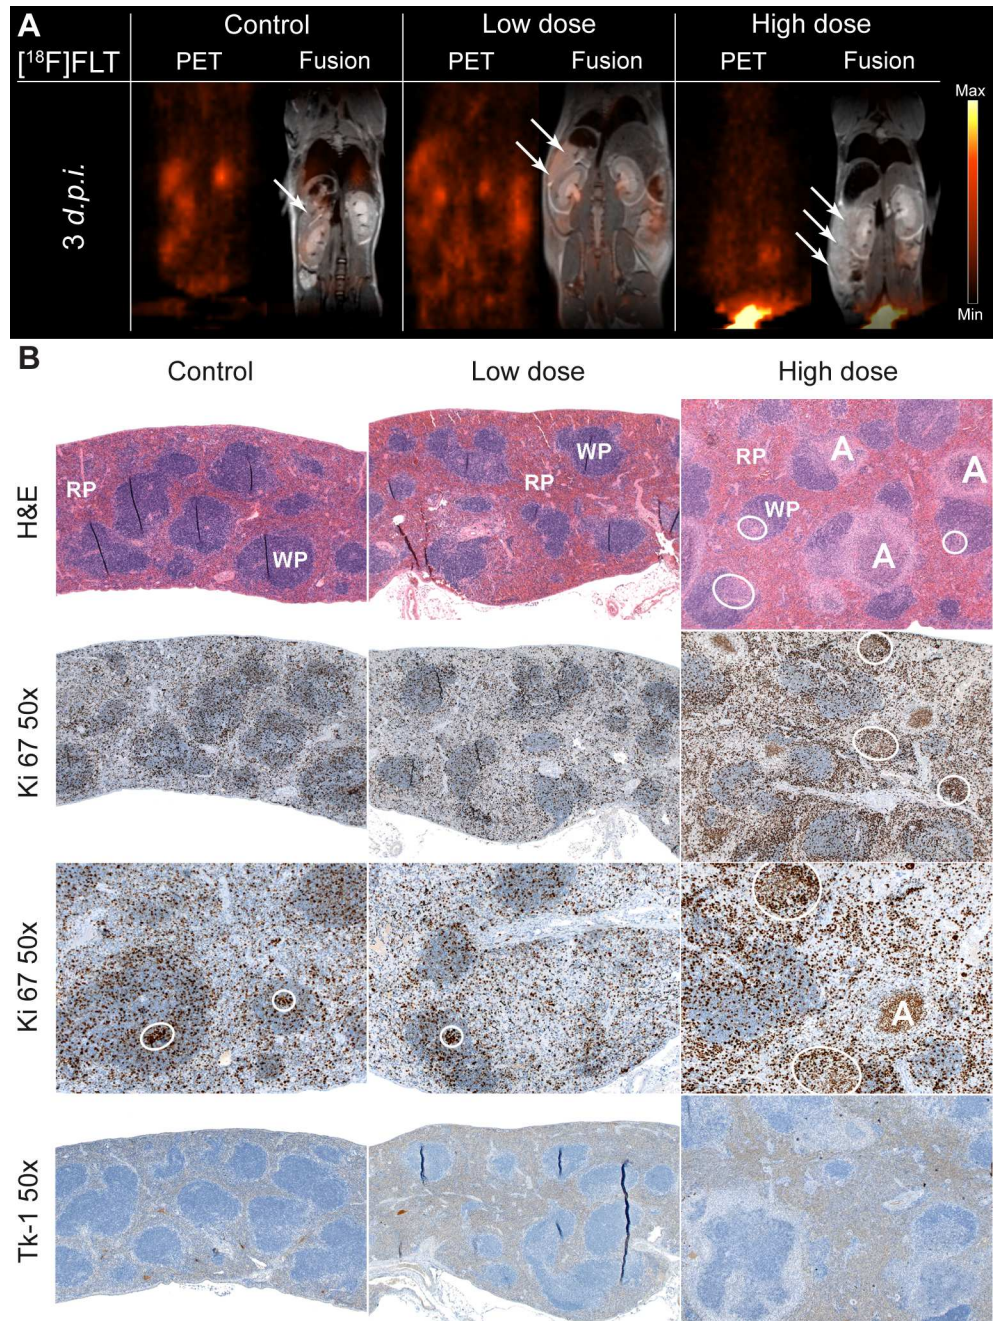 A
Control
Low dose
High dose
[18F]FLT
PET
Fusion
PET
Fusion
PET
Fusion
3 d.p.i.
Max
Min
B
Control
Low dose
High dose
H&E
RP
WP
WP
RP
RP
A
A
WP
A
Ki 67 50x
Ki 67 50x
A
Tk-1 50x